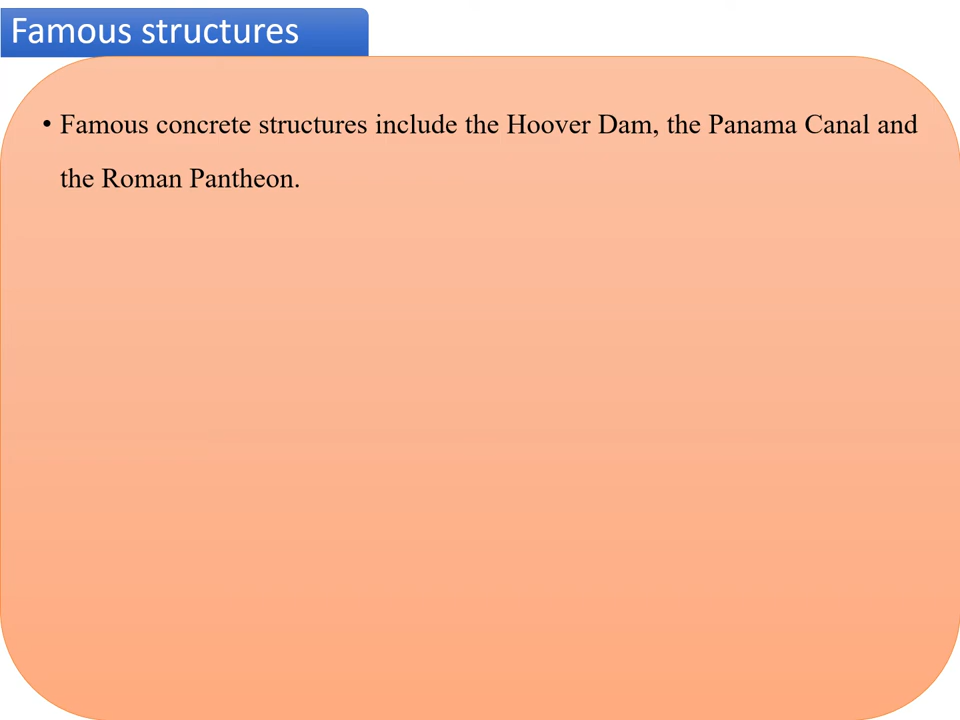 Famous structures
• Famous concrete structures include the Hoover Dam, the Panama Canal and
the Roman Pantheon.